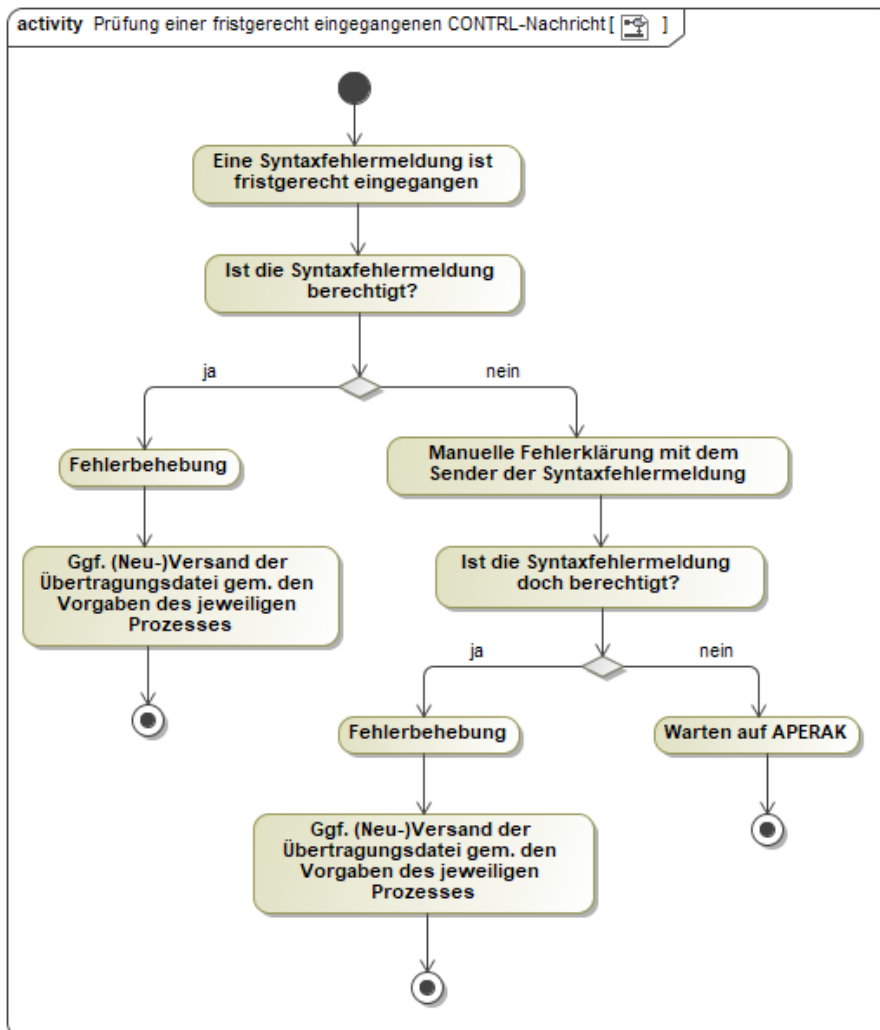 activity Prüfung einer fristgerecht eingegangenen CONTRL-Nachricht [ ]
Eine Syntaxfehlermeldung ist
fristgerecht eingegangen
Ist die Syntaxfehlermeldung
berechtigt?
ja
nein
Fehlerbehebung
Manuelle Fehlerklärung mit dem
Sender der Syntaxfehlermeldung
Ggf. (Neu-)Versand der
Übertragungsdatei gem. den
Vorgaben des jeweiligen
Prozesses
Ist die Syntaxfehlermeldung
doch berechtigt?
ja
nein
Fehlerbehebung
Warten auf APERAK
Ggf. (Neu-)Versand der
Übertragungsdatei gem. den
Vorgaben des jeweiligen
Prozesses